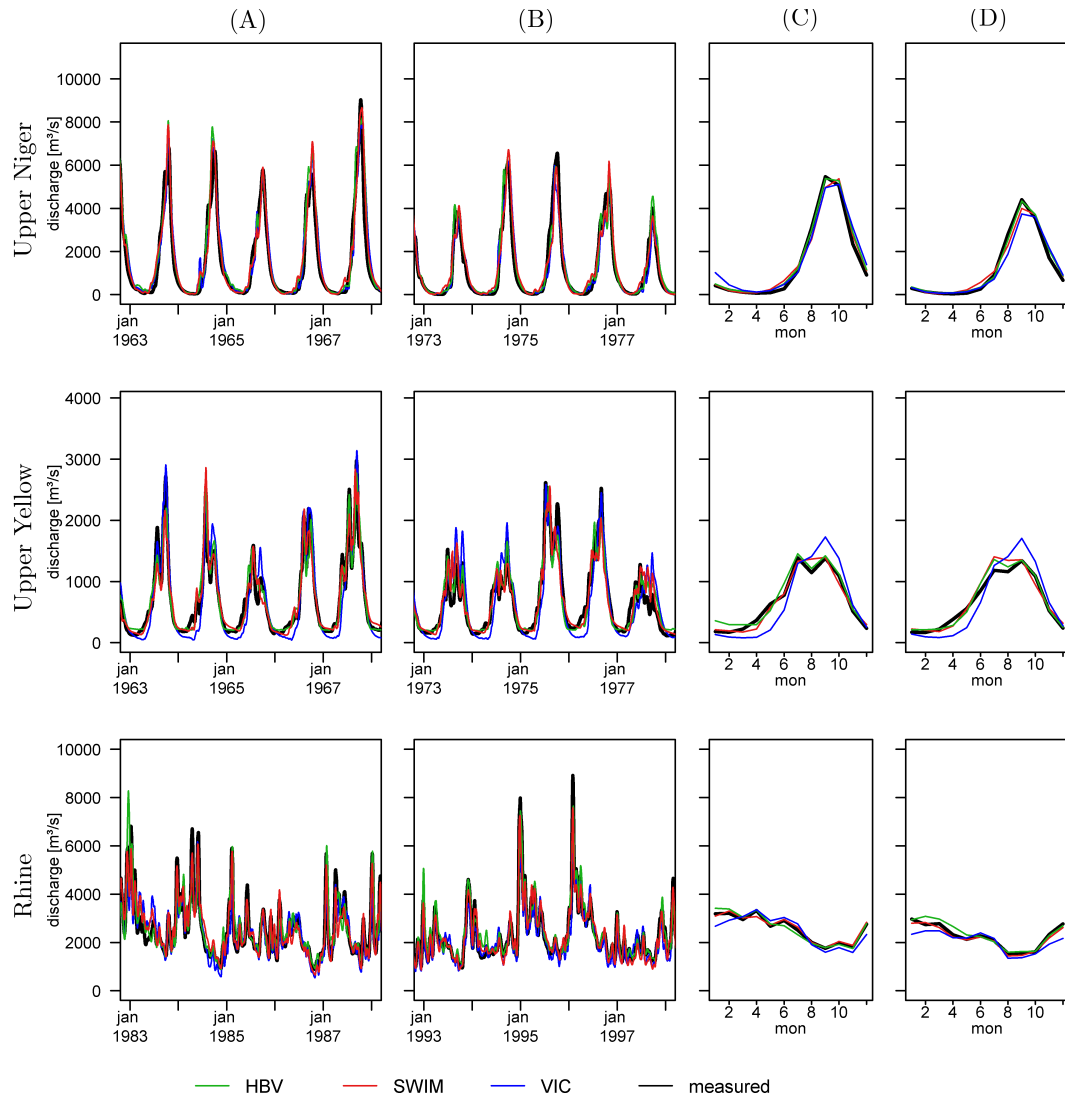 (A) (B) (C) (D)
Upper Niger
discharge [m³/s]
10000
8000
6000
4000
2000
0
jan 1963
jan 1965
jan 1967
jan 1973
jan 1975
jan 1977
2 4 6 8 10
mon
2 4 6 8 10
mon
Upper Yellow
discharge [m³/s]
4000
3000
2000
1000
0
jan 1963
jan 1965
jan 1967
jan 1973
jan 1975
jan 1977
2 4 6 8 10
mon
2 4 6 8 10
mon
Rhine
discharge [m³/s]
10000
8000
6000
4000
2000
0
jan 1983
jan 1985
jan 1987
jan 1993
jan 1995
jan 1997
2 4 6 8 10
mon
2 4 6 8 10
mon
HBV SWIM VIC measured